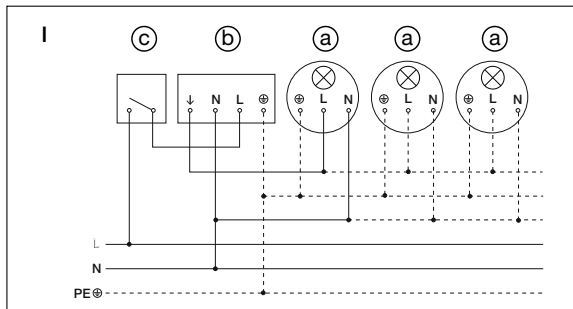 I
c b a a a
↓ N L ⏚ ⏚ L N ⏚ L N ⏚ L N
L
N
PE ⏚